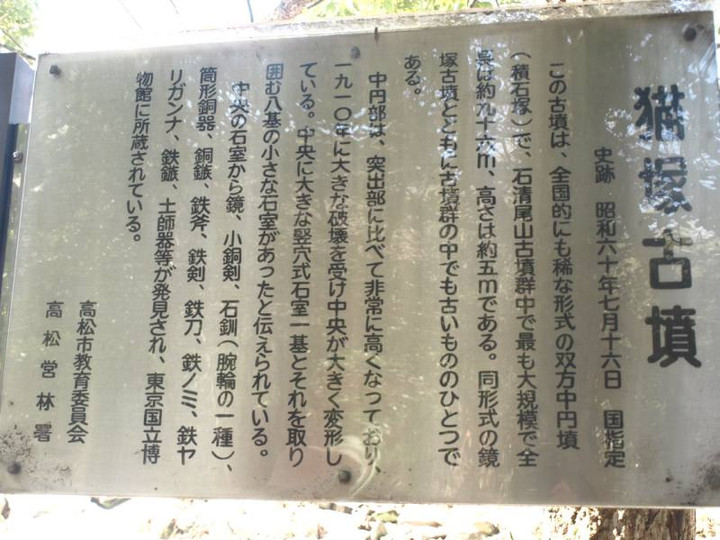 猫塚古墳
史跡 昭和六十年七月十六日 国指定
この古墳は、全国的にも稀な形式の双方中円墳
(積石塚)で、石清尾山古墳群中で最も大規模で全
長は約九十六m、高さは約五mである。同形式の鏡
塚古墳とともに古墳群の中でも古いもののひとつで
ある。
中円部は、突出部に比べて非常に高くなっており、
一九一〇年に大きな破壊を受け中央が大きく変形し
ている。中央に大きな竪穴式石室一基とそれを取り
囲む八基の小さな石室があったと伝えられている。
中央の石室から鏡、小銅剣、石釧(腕輪の一種)、
筒形銅器、銅鏃、鉄斧、鉄剣、鉄刀、鉄ノミ、鉄ヤ
リガンナ、鉄鏃、土師器等が発見され、東京国立博
物館に所蔵されている。
高松市教育委員会
高松営林署